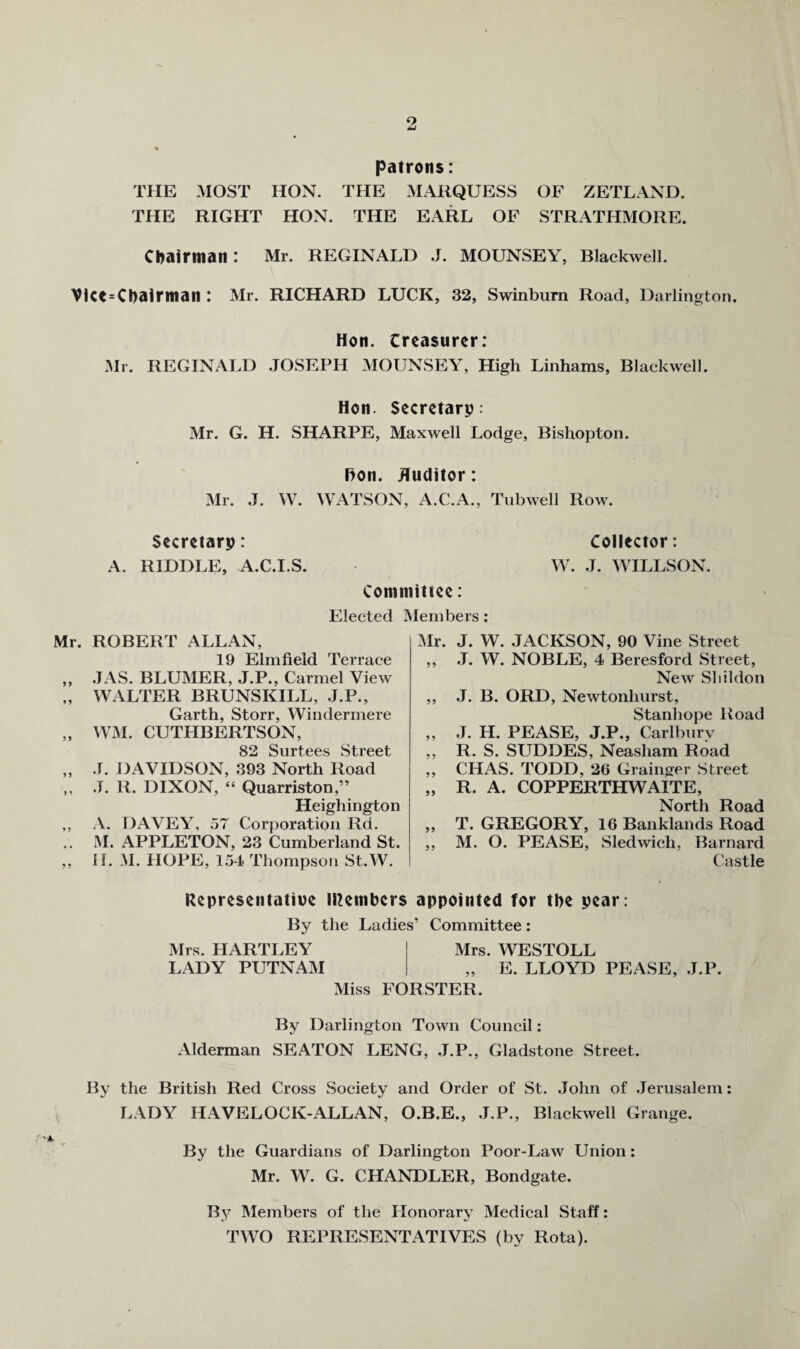 2
Patrons:
THE MOST HON. THE MARQUESS OF ZETLAND.
THE RIGHT HON. THE EARL OF STRATHMORE.
Chairman: Mr. REGINALD J. MOUNSEY, Blackwell.
Vice=Chairman: Mr. RICHARD LUCK, 32, Swinburn Road, Darlington.
Hon. Treasurer:
Mr. REGINALD JOSEPH MOUNSEY, High Linhams, Blackwell.
Hon. Secretary:
Mr. G. H. SHARPE, Maxwell Lodge, Bishopton.
Hon. Auditor:
Mr. J. W. WATSON, A.C.A., Tubwell Row.
Secretary:
A. RIDDLE, A.C.I.S.
Collector:
W. J. WILLSON.
Committee:
Elected Members:
Mr. ROBERT ALLAN,
19 Elmfield Terrace
„ JAS. BLUMER, J.P., Carmel View
„ WALTER BRUNSKILL, J.P.,
Garth, Storr, Windermere
„ WM. CUTHBERTSON,
82 Surtees Street
„ J. DAVIDSON, 393 North Road
„ J. R. DIXON, “ Quarriston,”
Heighington
„ A. DAVEY, 57 Corporation Rd.
„ M. APPLETON, 23 Cumberland St.
„ H. M. HOPE, 154 Thompson St.W.
Mr. J. W. JACKSON, 90 Vine Street
„ J. W. NOBLE, 4 Beresford Street,
New Shildon
„ J. B. ORD, Newtonhurst,
Stanhope Road
„ J. H. PEASE, J.P., Carlbury
„ R. S. SUDDES, Neasham Road
„ CHAS. TODD, 26 Grainger Street
„ R. A. COPPERTHWAITE,
North Road
„ T. GREGORY, 16 Banklands Road
„ M. O. PEASE, Sledwich, Barnard
Castle
Representative Members appointed for the year:
By the Ladies’ Committee:
Mrs. HARTLEY
LADY PUTNAM
Mrs. WESTOLL
„ E. LLOYD PEASE, J.P.
Miss FORSTER.
By Darlington Town Council:
Alderman SEATON LENG, J.P., Gladstone Street.
By the British Red Cross Society and Order of St. John of Jerusalem:
LADY HAVELOCK-ALLAN, O.B.E., J.P., Blackwell Grange.
By the Guardians of Darlington Poor-Law Union:
Mr. W. G. CHANDLER, Bondgate.
By Members of the Honorary Medical Staff:
TWO REPRESENTATIVES (by Rota).